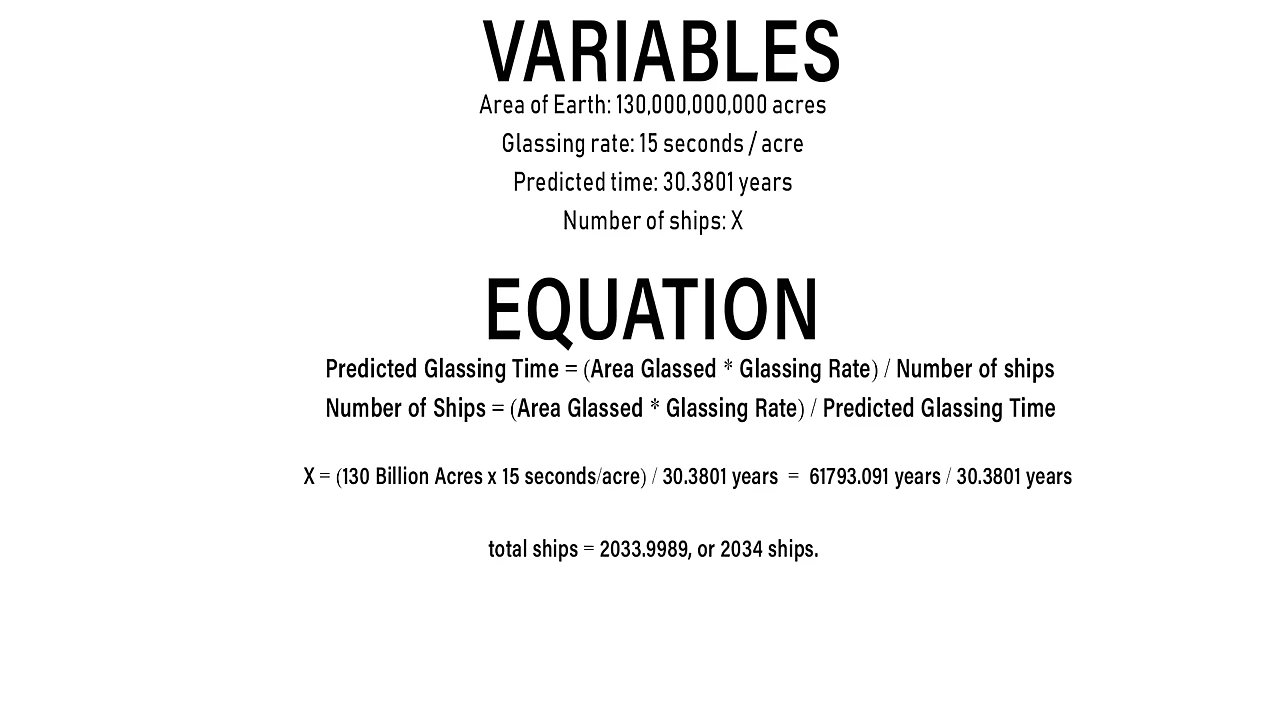 VARIABLES
Area of Earth: 130,000,000,000 acres
Glassing rate: 15 seconds / acre
Predicted time: 30.3801 years
Number of ships: X
EQUATION
Predicted Glassing Time = (Area Glassed * Glassing Rate) / Number of ships
Number of Ships = (Area Glassed * Glassing Rate) / Predicted Glassing Time
X = (130 Billion Acres x 15 seconds/acre) / 30.3801 years = 61793.091 years / 30.3801 years
total ships = 2033.9989, or 2034 ships.